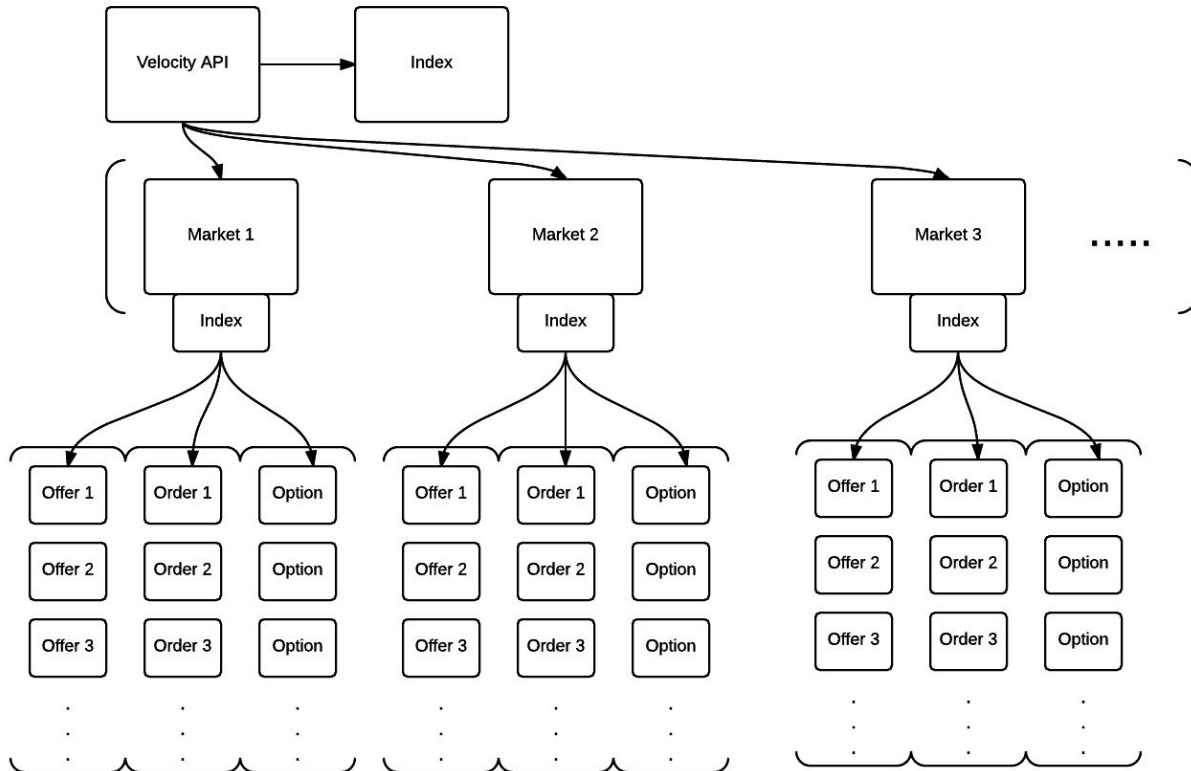 Velocity API
Index
Market 1
Market 2
Market 3
.....
Index
Index
Index
Offer 1
Order 1
Option
Offer 1
Order 1
Option
Offer 1
Order 1
Option
Offer 2
Order 2
Option
Offer 2
Order 2
Option
Offer 2
Order 2
Option
Offer 3
Order 3
Option
Offer 3
Order 3
Option
Offer 3
Order 3
Option